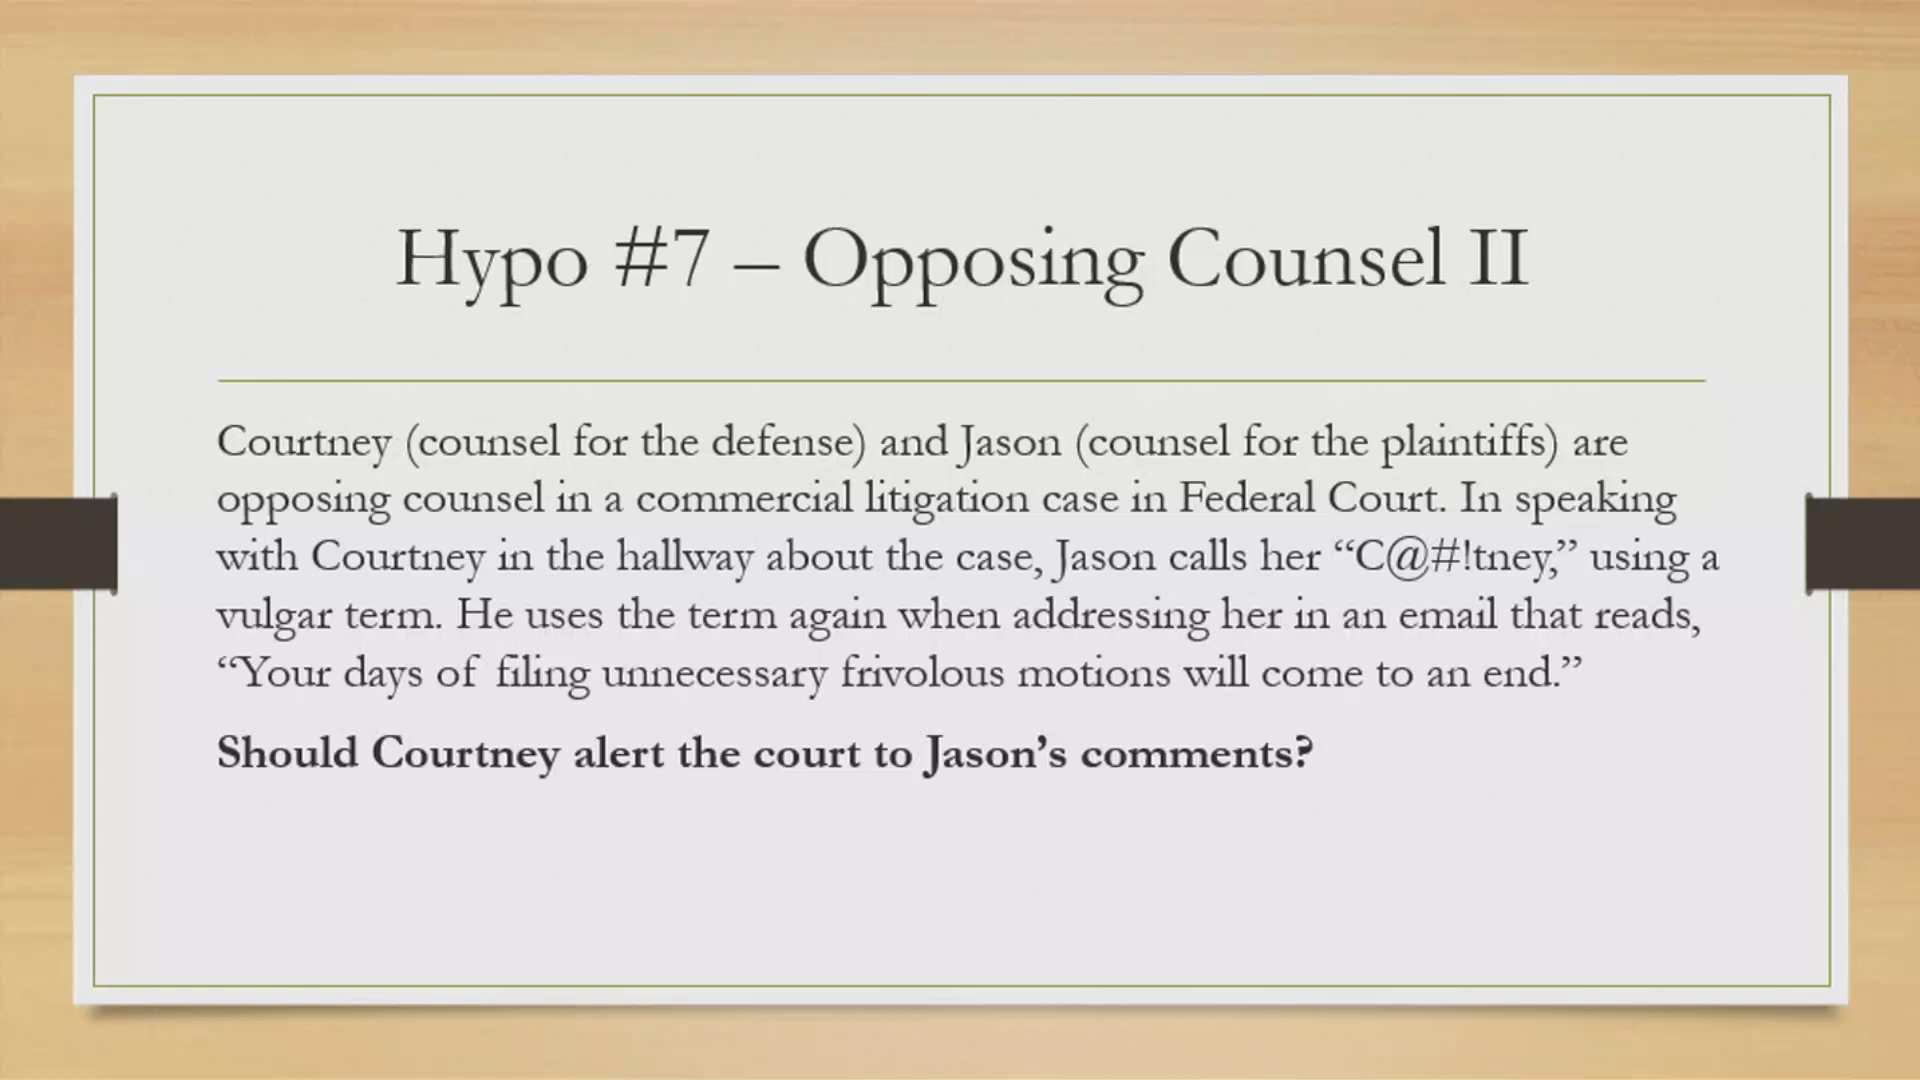 Hypo #7 – Opposing Counsel II
Courtney (counsel for the defense) and Jason (counsel for the plaintiffs) are
opposing counsel in a commercial litigation case in Federal Court. In speaking
with Courtney in the hallway about the case, Jason calls her “C@#!tney,” using a
vulgar term. He uses the term again when addressing her in an email that reads,
“Your days of filing unnecessary frivolous motions will come to an end.”
Should Courtney alert the court to Jason’s comments?